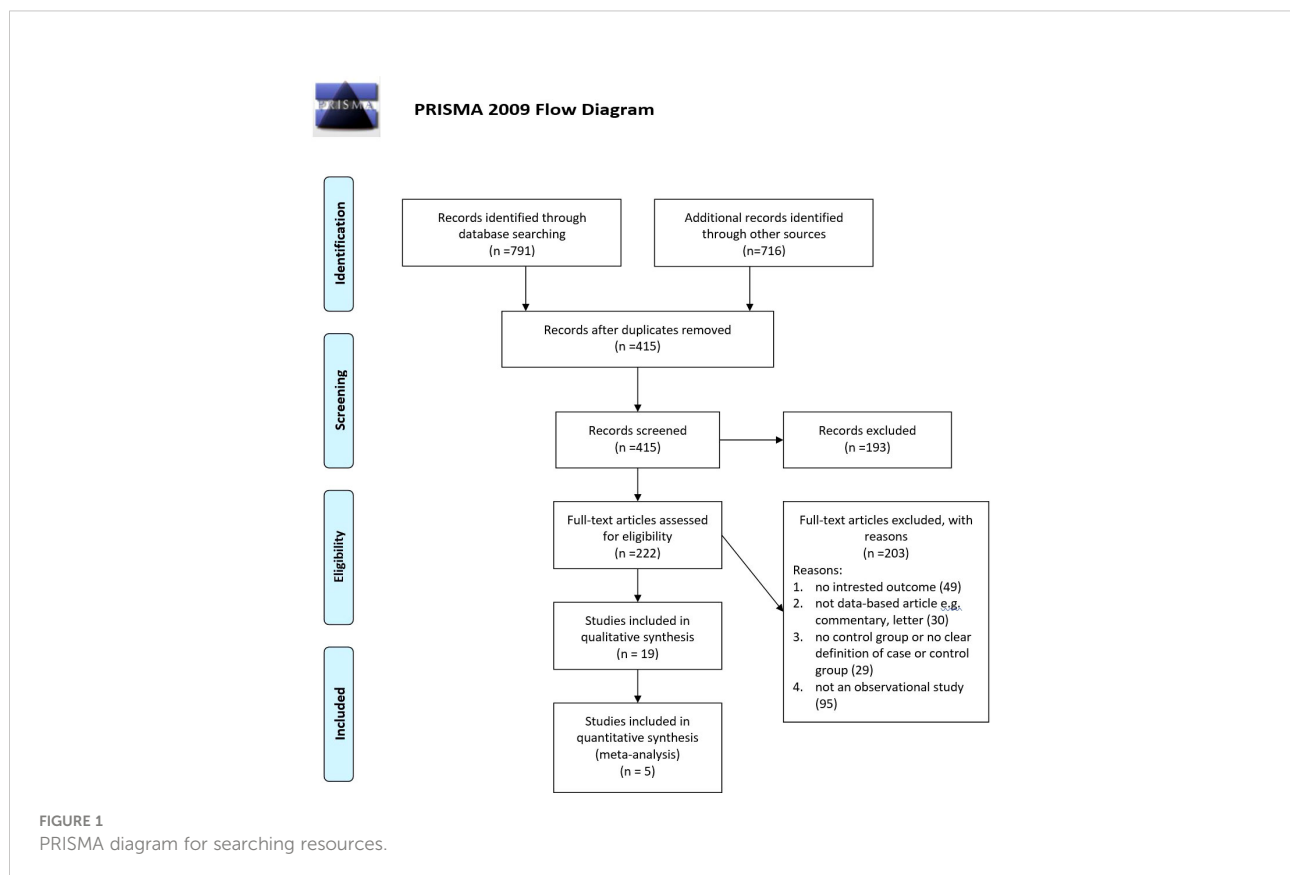 PRISMA
PRISMA 2009 Flow Diagram
Identification
Records identified through
database searching
(n =791)
Additional records identified
through other sources
(n=716)
Records after duplicates removed
(n =415)
Screening
Records screened
(n =415)
Records excluded
(n =193)
Eligibility
Full-text articles assessed
for eligibility
(n =222)
Full-text articles excluded, with
reasons
(n =203)
Reasons:
1. no intrested outcome (49)
2. not data-based article e.g.
commentary, letter (30)
3. no control group or no clear
definition of case or control
group (29)
4. not an observational study
(95)
Studies included in
qualitative synthesis
(n = 19)
Included
Studies included in
quantitative synthesis
(meta-analysis)
(n = 5)
FIGURE 1
PRISMA diagram for searching resources.